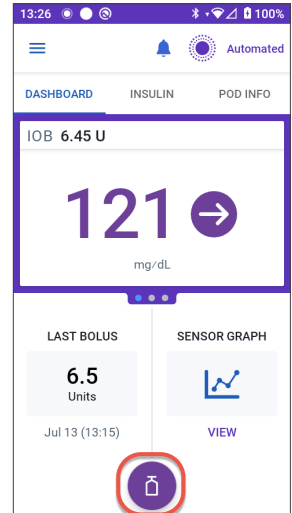 13:26 100%
Automated
DASHBOARD INSULIN POD INFO
IOB 6.45 U
121
mg/dL
LAST BOLUS SENSOR GRAPH
6.5
Units
Jul 13 (13:15) VIEW